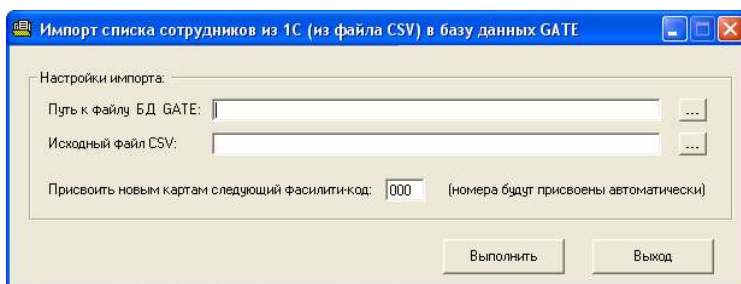 Импорт списка сотрудников из 1С (из файла CSV) в базу данных GATE
Настройки импорта:
Путь к файлу БД GATE:
...
Исходный файл CSV:
...
Присвоить новым картам следующий фасилити-код: 000 (номера будут присвоены автоматически)
Выполнить Выход